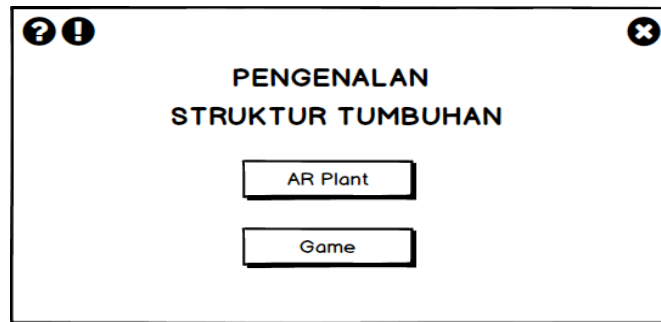 ? !
PENGENALAN
STRUKTUR TUMBUHAN
AR Plant
Game